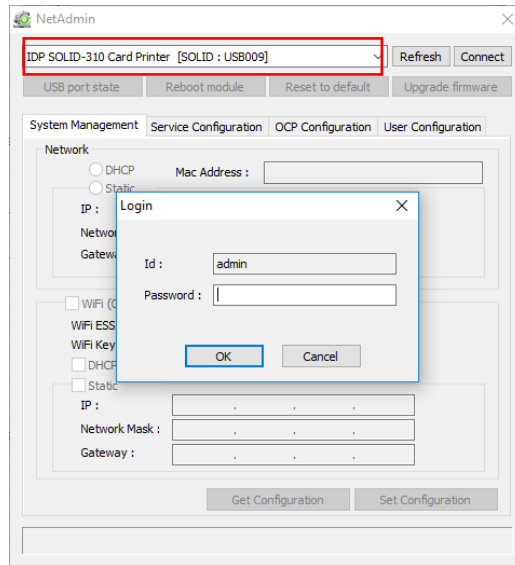 NetAdmin
IDP SOLID-310 Card Printer [SOLID : USB009]
Refresh
Connect
USB port state
Reboot module
Reset to default
Upgrade firmware
System Management
Service Configuration
OCP Configuration
User Configuration
Network
DHCP
Mac Address :
Static
IP :
Login
Id :
admin
Password :
OK
Cancel
WiFi
WiFi ESS
WiFi Key
DHCP
Static
IP :
Network Mask :
Gateway :
Get Configuration
Set Configuration